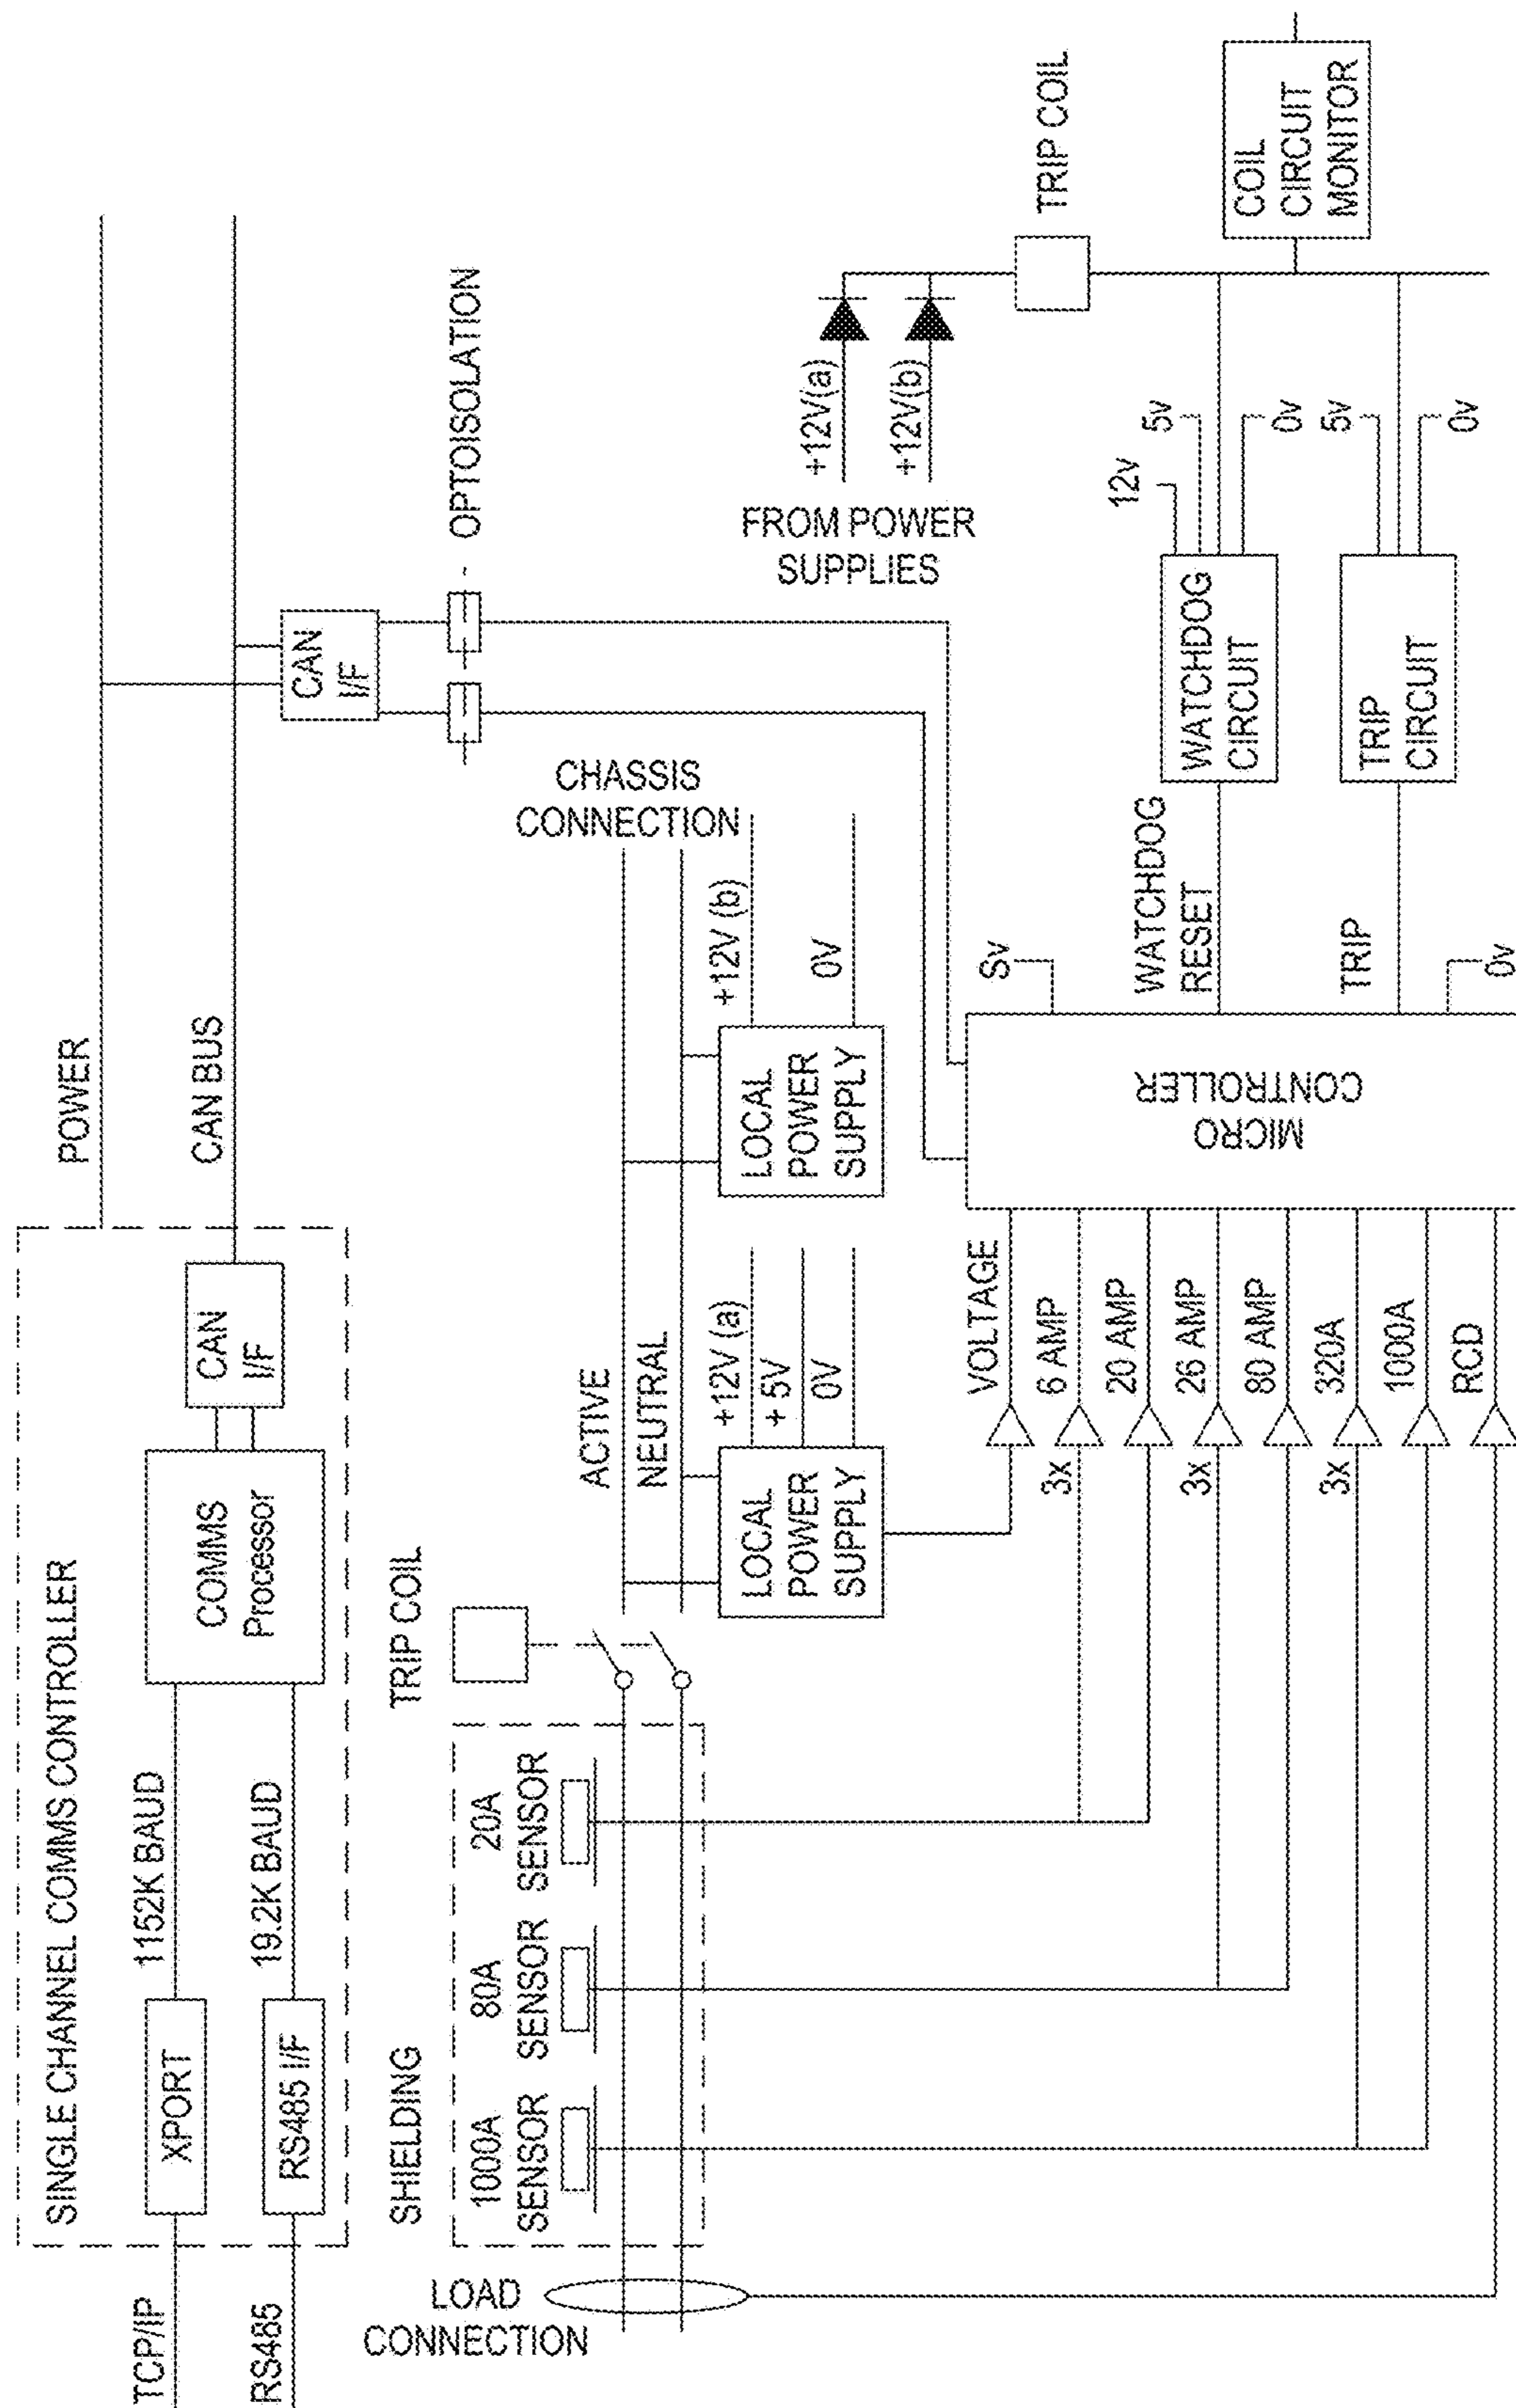 SINGLE CHANNEL COMMS CONTROLLER
TCP/IP
RS485
XPORT
RS485 I/F
1152K BAUD
19.2K BAUD
COMMS
Processor
CAN
I/F
POWER
CAN BUS
CAN
I/F
- OPTOISOLATION
SHIELDING
1000A
SENSOR
80A
SENSOR
20A
SENSOR
LOAD
CONNECTION
TRIP COIL
ACTIVE
NEUTRAL
CHASSIS
CONNECTION
LOCAL
POWER
SUPPLY
+12V (a)
+ 5V
0V
LOCAL
POWER
SUPPLY
+12V (b)
0V
FROM POWER
SUPPLIES
+12V(a)
+12V(b)
TRIP COIL
VOLTAGE
3x
6 AMP
20 AMP
3x
26 AMP
80 AMP
3x
320A
1000A
RCD
MICRO
CONTROLLER
Sv
0v
WATCHDOG
RESET
TRIP
WATCHDOG
CIRCUIT
12v
5v
0v
TRIP
CIRCUIT
5v
0v
COIL
CIRCUIT
MONITOR